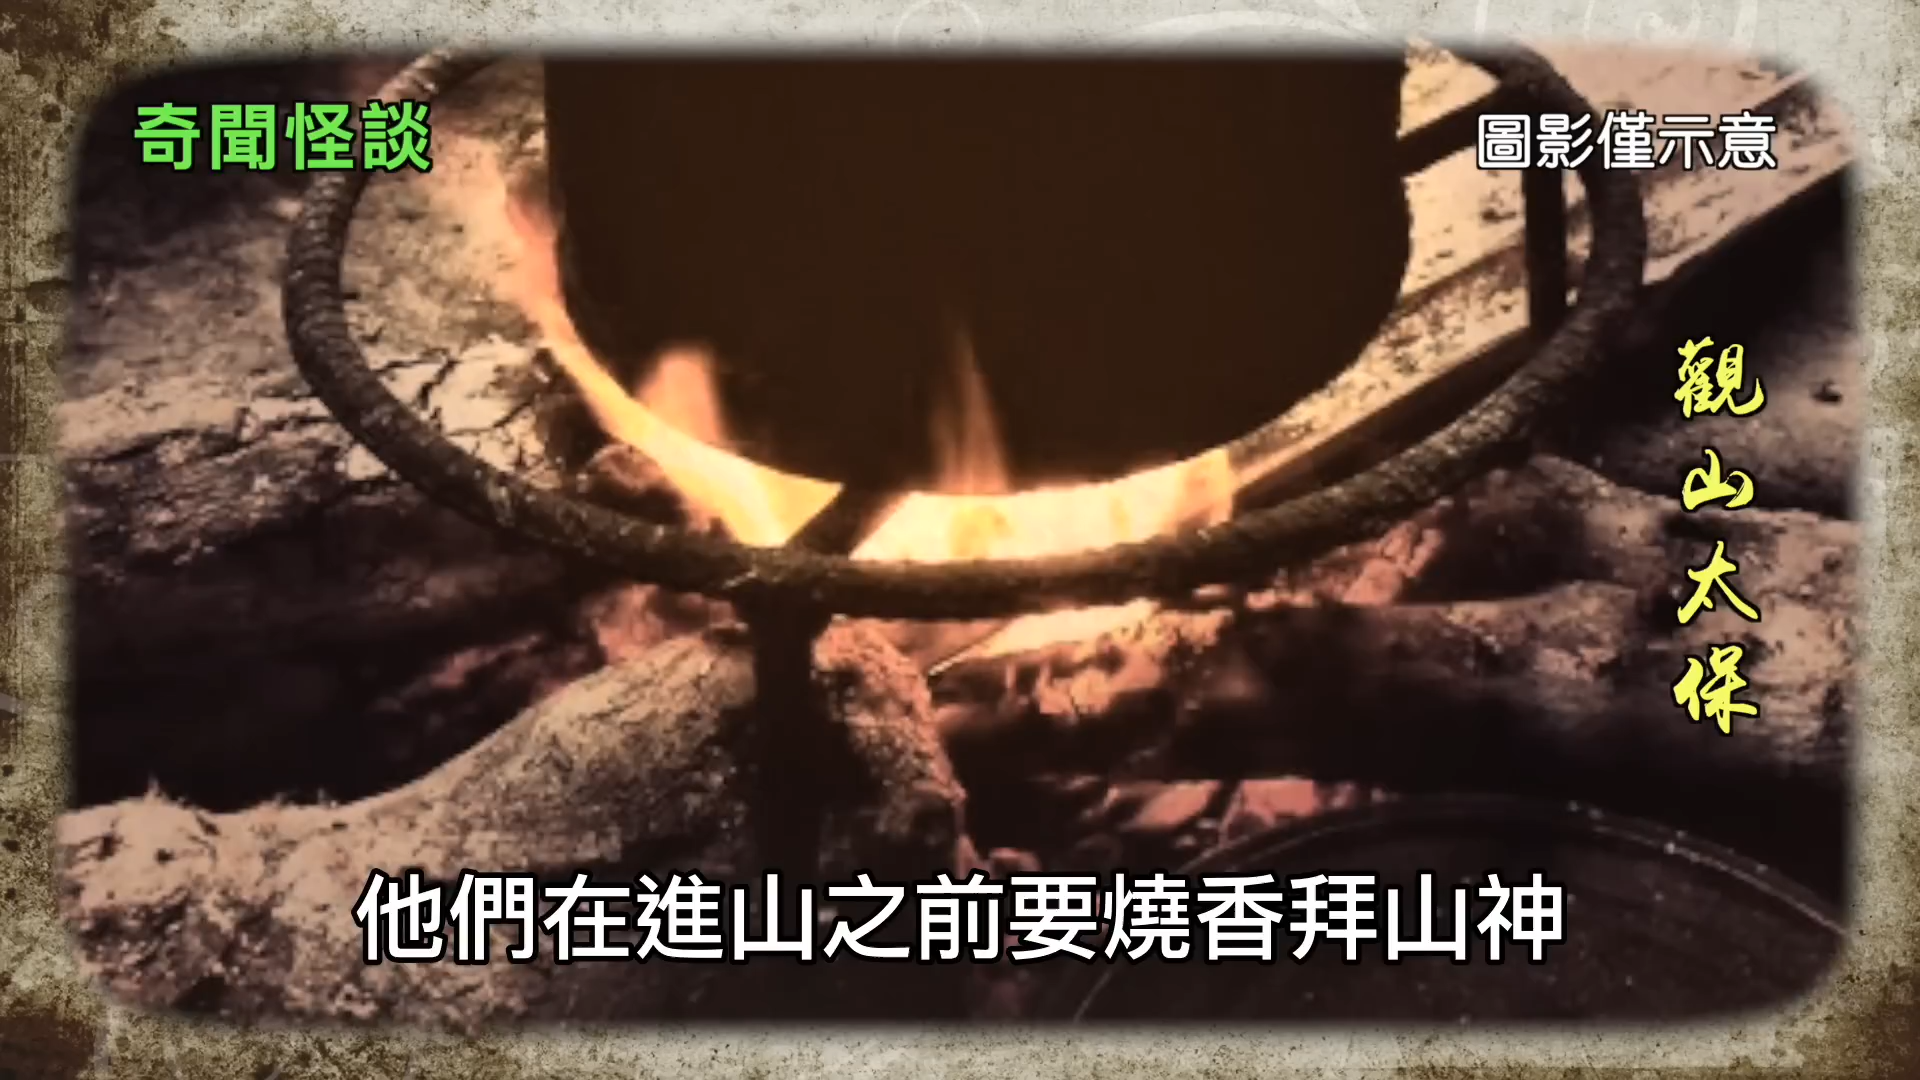 奇聞怪談
圖影僅示意
觀山太保
他們在進山之前要燒香拜山神